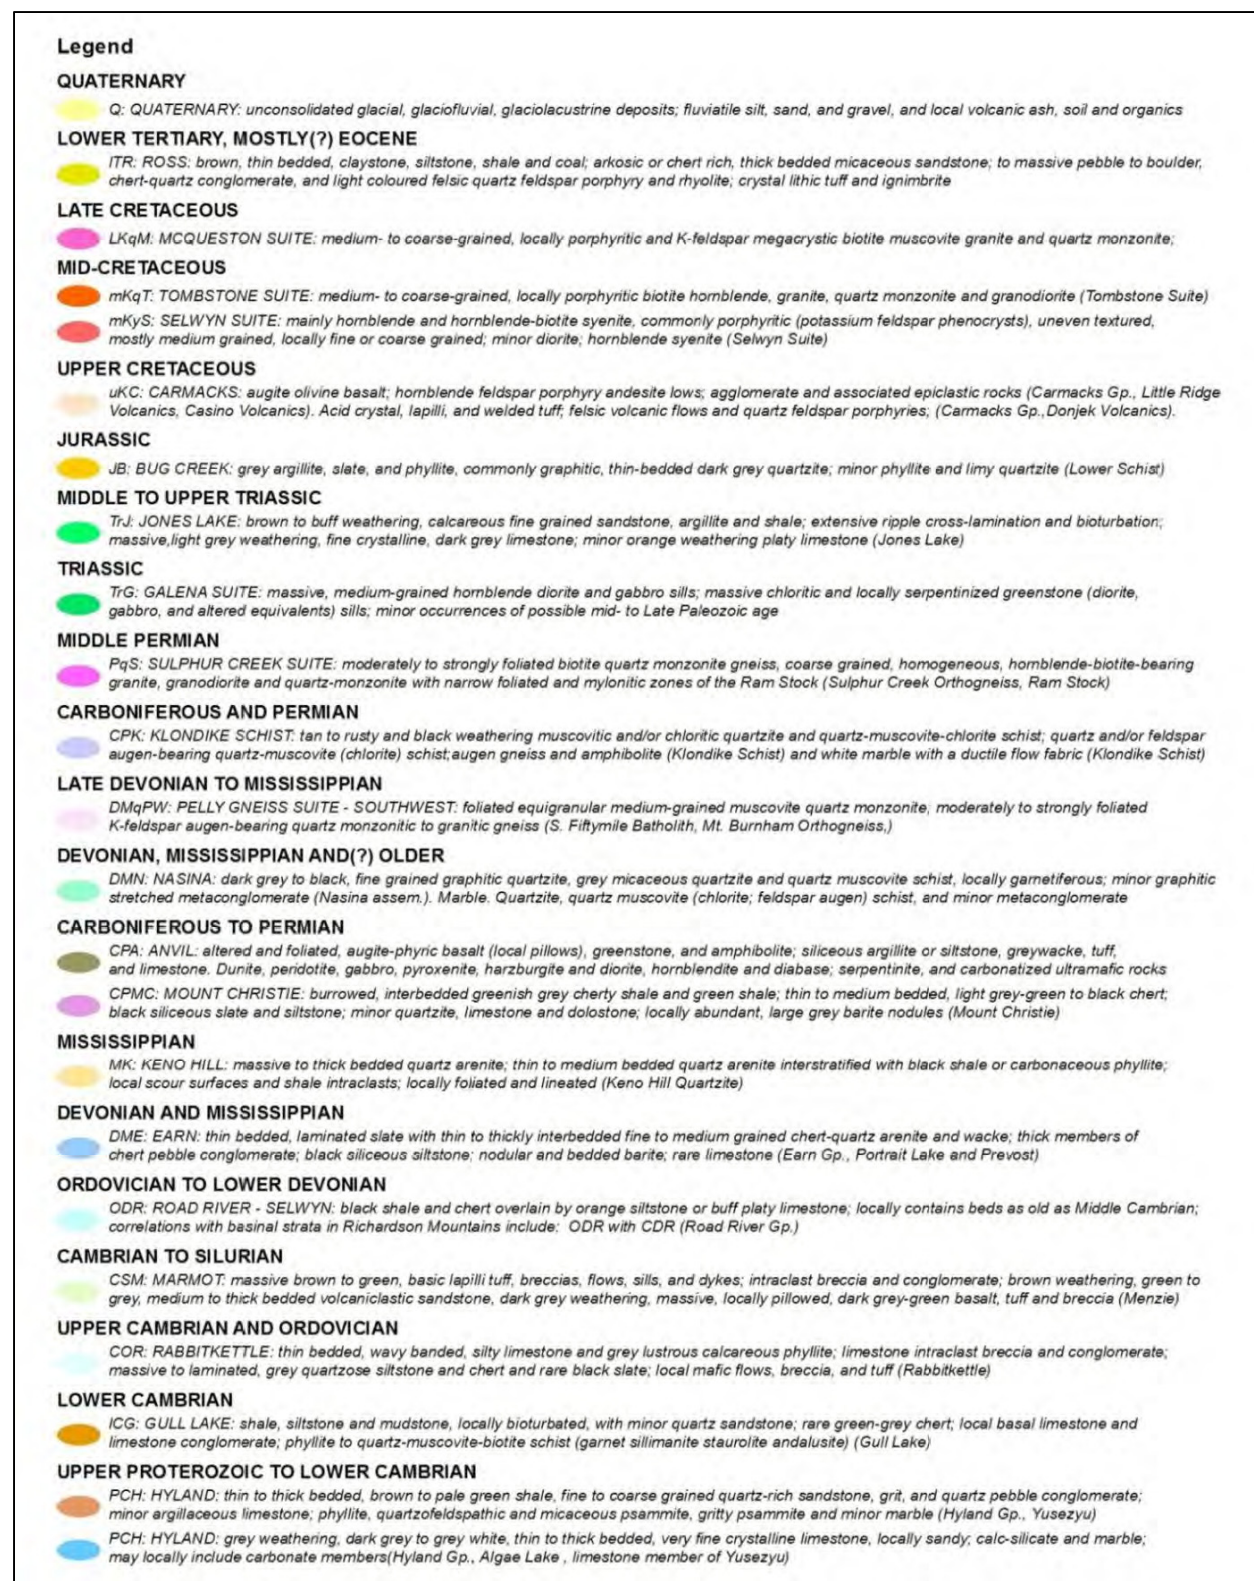 Legend
QUATERNARY
Q: QUATERNARY: unconsolidated glacial, glaciofluvial, glaciolacustrine deposits; fluviatile silt, sand, and gravel, and local volcanic ash, soil and organics
LOWER TERTIARY, MOSTLY(?) EOCENE
lTR: ROSS: brown, thin bedded, claystone, siltstone, shale and coal; arkosic or chert rich, thick bedded micaceous sandstone; to massive pebble to boulder,
chert-quartz conglomerate, and light coloured felsic quartz feldspar porphyry and rhyolite; crystal lithic tuff and ignimbrite
LATE CRETACEOUS
LKqM: MCQUESTON SUITE: medium- to coarse-grained, locally porphyritic and K-feldspar megacrystic biotite muscovite granite and quartz monzonite;
MID-CRETACEOUS
mKqT: TOMBSTONE SUITE: medium- to coarse-grained, locally porphyritic biotite hornblende, granite, quartz monzonite and granodiorite (Tombstone Suite)
mKyS: SELWYN SUITE: mainly hornblende and hornblende-biotite syenite, commonly porphyritic (potassium feldspar phenocrysts), uneven textured,
mostly medium grained, locally fine or coarse grained; minor diorite; hornblende syenite (Selwyn Suite)
UPPER CRETACEOUS
uKC: CARMACKS: augite olivine basalt; hornblende feldspar porphyry andesite lows; agglomerate and associated epiclastic rocks (Carmacks Gp., Little Ridge
Volcanics, Casino Volcanics). Acid crystal, lapilli, and welded tuff; felsic volcanic flows and quartz feldspar porphyries; (Carmacks Gp.,Donjek Volcanics).
JURASSIC
JB: BUG CREEK: grey argillite, slate, and phyllite, commonly graphitic, thin-bedded dark grey quartzite; minor phyllite and limy quartzite (Lower Schist)
MIDDLE TO UPPER TRIASSIC
TrJ: JONES LAKE: brown to buff weathering, calcareous fine grained sandstone, argillite and shale; extensive ripple cross-lamination and bioturbation;
massive,light grey weathering, fine crystalline, dark grey limestone; minor orange weathering platy limestone (Jones Lake)
TRIASSIC
TrG: GALENA SUITE: massive, medium-grained hornblende diorite and gabbro sills; massive chloritic and locally serpentinized greenstone (diorite,
gabbro, and altered equivalents) sills; minor occurrences of possible mid- to Late Paleozoic age
MIDDLE PERMIAN
PqS: SULPHUR CREEK SUITE: moderately to strongly foliated biotite quartz monzonite gneiss, coarse grained, homogeneous, hornblende-biotite-bearing
granite, granodiorite and quartz-monzonite with narrow foliated and mylonitic zones of the Ram Stock (Sulphur Creek Orthogneiss, Ram Stock)
CARBONIFEROUS AND PERMIAN
CPK: KLONDIKE SCHIST: tan to rusty and black weathering muscovitic and/or chloritic quartzite and quartz-muscovite-chlorite schist; quartz and/or feldspar
augen-bearing quartz-muscovite (chlorite) schist;augen gneiss and amphibolite (Klondike Schist) and white marble with a ductile flow fabric (Klondike Schist)
LATE DEVONIAN TO MISSISSIPPIAN
DMqPW: PELLY GNEISS SUITE - SOUTHWEST: foliated equigranular medium-grained muscovite quartz monzonite; moderately to strongly foliated
K-feldspar augen-bearing quartz monzonitic to granitic gneiss (S. Fiftymile Batholith, Mt. Burnham Orthogneiss,)
DEVONIAN, MISSISSIPPIAN AND(?) OLDER
DMN: NASINA: dark grey to black, fine grained graphitic quartzite, grey micaceous quartzite and quartz muscovite schist, locally garnetiferous; minor graphitic
stretched metaconglomerate (Nasina assem.). Marble. Quartzite, quartz muscovite (chlorite; feldspar augen) schist, and minor metaconglomerate
CARBONIFEROUS TO PERMIAN
CPA: ANVIL: altered and foliated, augite-phyric basalt (local pillows), greenstone, and amphibolite; siliceous argillite or siltstone, greywacke, tuff,
and limestone. Dunite, peridotite, gabbro, pyroxenite, harzburgite and diorite, hornblendite and diabase; serpentinite, and carbonatized ultramafic rocks
CPMC: MOUNT CHRISTIE: burrowed, interbedded greenish grey cherty shale and green shale; thin to medium bedded, light grey-green to black chert;
black siliceous slate and siltstone; minor quartzite, limestone and dolostone; locally abundant, large grey barite nodules (Mount Christie)
MISSISSIPPIAN
MK: KENO HILL: massive to thick bedded quartz arenite; thin to medium bedded quartz arenite interstratified with black shale or carbonaceous phyllite;
local scour surfaces and shale intraclasts; locally foliated and lineated (Keno Hill Quartzite)
DEVONIAN AND MISSISSIPPIAN
DME: EARN: thin bedded, laminated slate with thin to thickly interbedded fine to medium grained chert-quartz arenite and wacke; thick members of
chert pebble conglomerate; black siliceous siltstone; nodular and bedded barite; rare limestone (Earn Gp., Portrait Lake and Prevost)
ORDOVICIAN TO LOWER DEVONIAN
ODR: ROAD RIVER - SELWYN: black shale and chert overlain by orange siltstone or buff platy limestone; locally contains beds as old as Middle Cambrian;
correlations with basinal strata in Richardson Mountains include: ODR with CDR (Road River Gp.)
CAMBRIAN TO SILURIAN
CSM: MARMOT: massive brown to green, basic lapilli tuff, breccias, flows, sills, and dykes; intraclast breccia and conglomerate; brown weathering, green to
grey, medium to thick bedded volcaniclastic sandstone, dark grey weathering, massive, locally pillowed, dark grey-green basalt, tuff and breccia (Menzie)
UPPER CAMBRIAN AND ORDOVICIAN
COR: RABBITKETTLE: thin bedded, wavy banded, silty limestone and grey lustrous calcareous phyllite; limestone intraclast breccia and conglomerate;
massive to laminated, grey quartzose siltstone and chert and rare black slate; local mafic flows, breccia, and tuff (Rabbitkettle)
LOWER CAMBRIAN
lCG: GULL LAKE: shale, siltstone and mudstone, locally bioturbated, with minor quartz sandstone; rare green-grey chert; local basal limestone and
limestone conglomerate; phyllite to quartz-muscovite-biotite schist (garnet sillimanite staurolite andalusite) (Gull Lake)
UPPER PROTEROZOIC TO LOWER CAMBRIAN
PCH: HYLAND: thin to thick bedded, brown to pale green shale, fine to coarse grained quartz-rich sandstone, grit, and quartz pebble conglomerate;
minor argillaceous limestone; phyllite, quartzofeldspathic and micaceous psammite, gritty psammite and minor marble (Hyland Gp., Yusezyu)
PCH: HYLAND: grey weathering, dark grey to grey white, thin to thick bedded, very fine crystalline limestone, locally sandy; calc-silicate and marble;
may locally include carbonate members(Hyland Gp., Algae Lake , limestone member of Yusezyu)